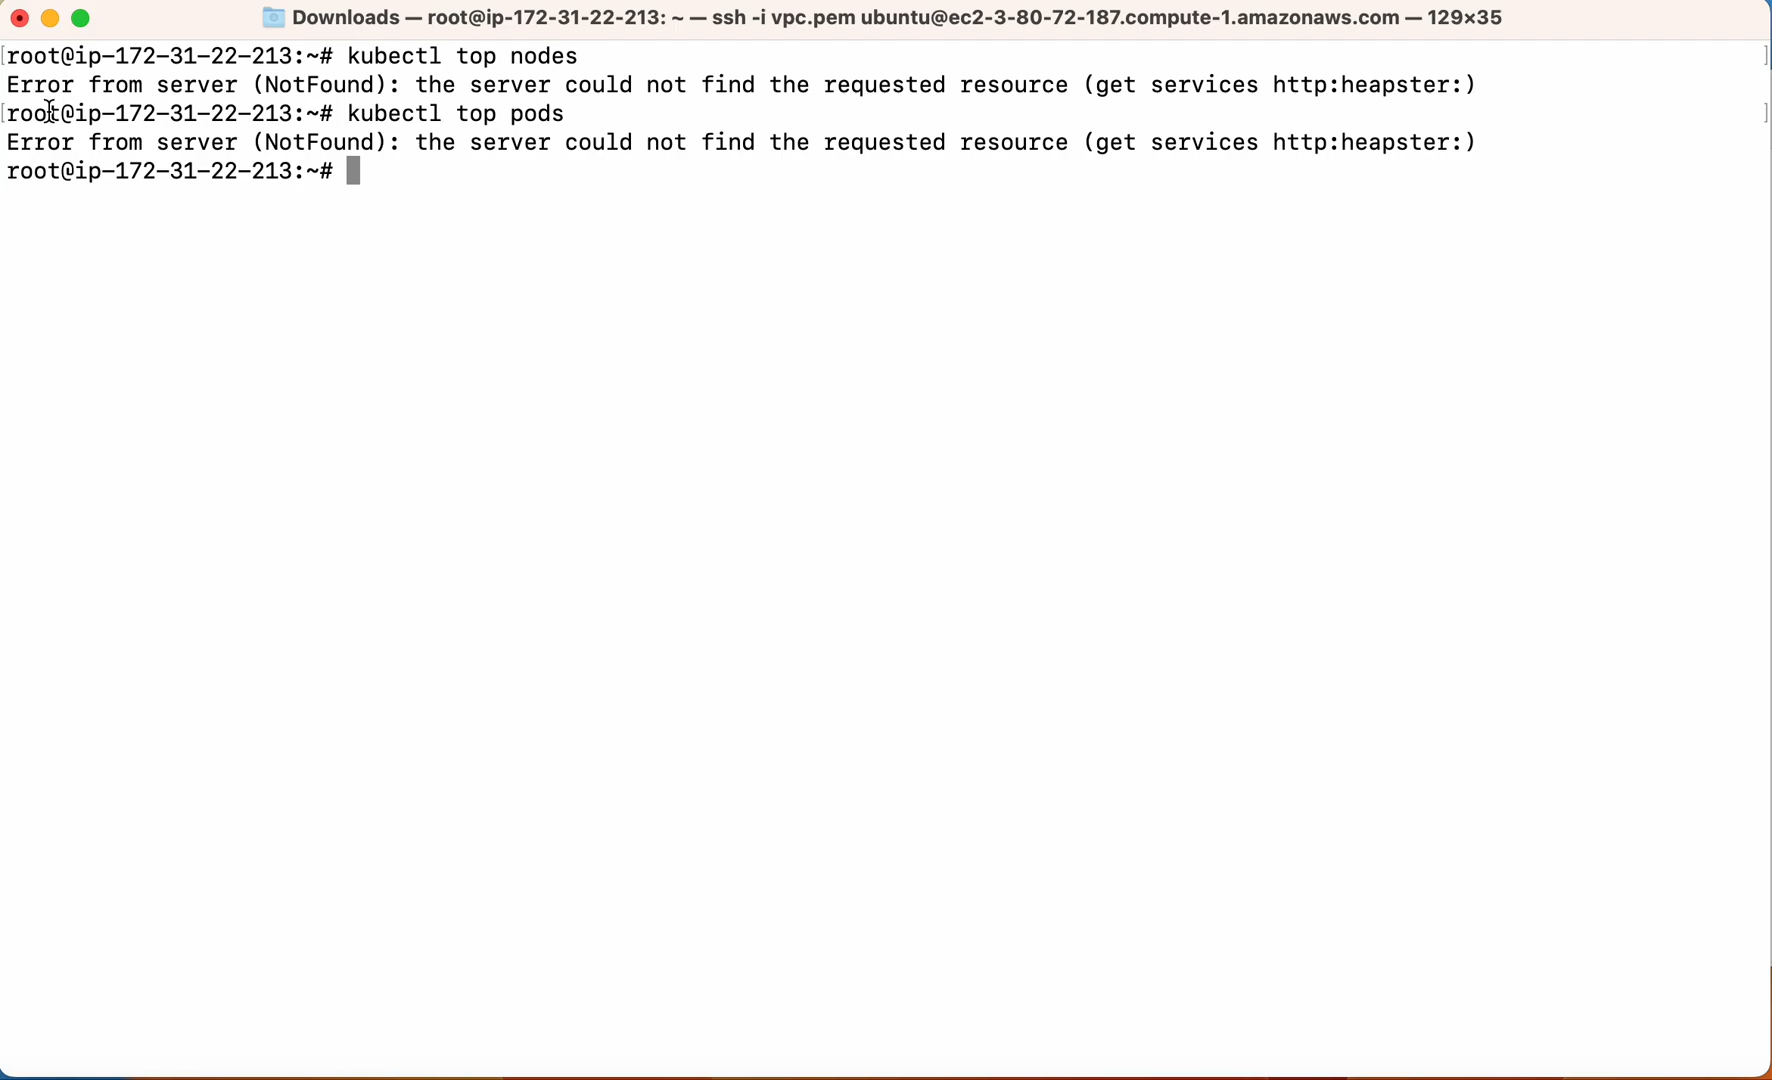 Downloads — root@ip-172-31-22-213: ~ — ssh -i vpc.pem ubuntu@ec2-3-80-72-187.compute-1.amazonaws.com — 129×35
[root@ip-172-31-22-213:~# kubectl top nodes ]
Error from server (NotFound): the server could not find the requested resource (get services http:heapster:)
[root@ip-172-31-22-213:~# kubectl top pods ]
Error from server (NotFound): the server could not find the requested resource (get services http:heapster:)
root@ip-172-31-22-213:~#